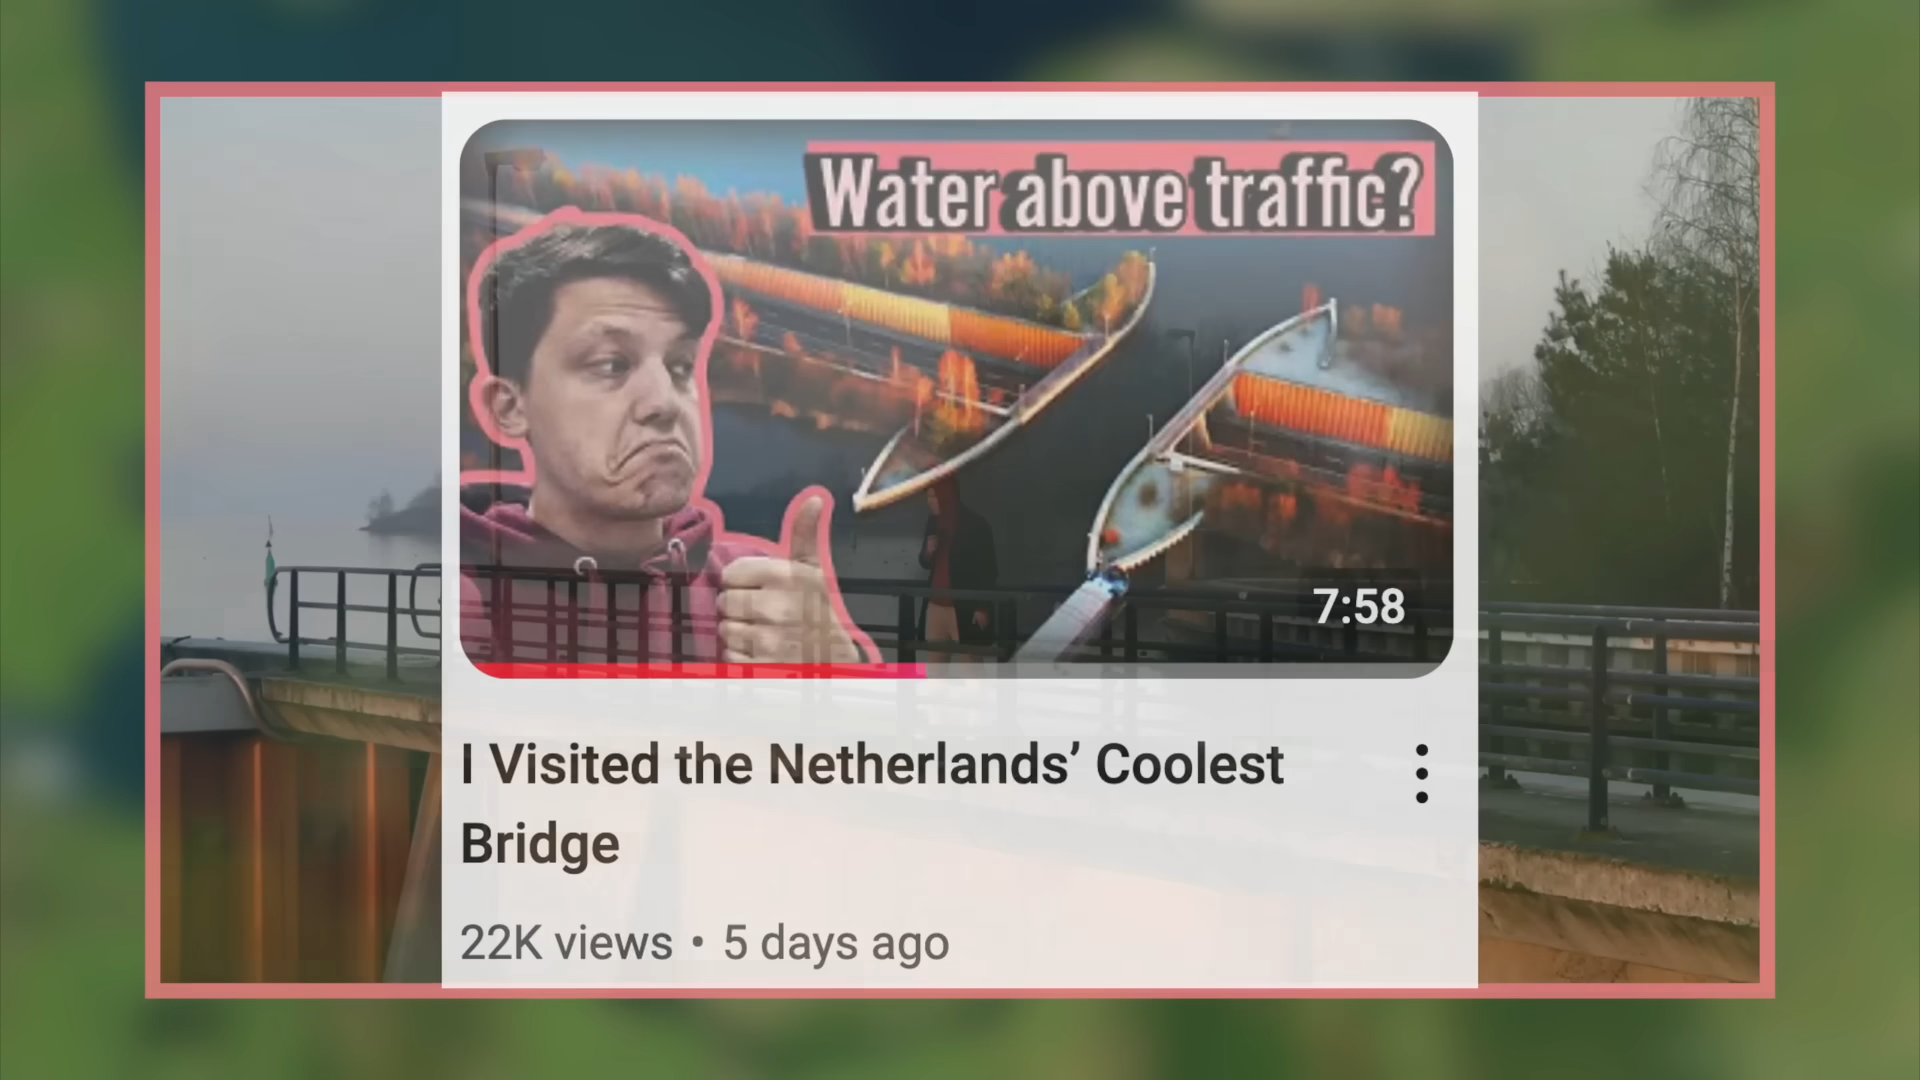 Water above traffic?
7:58
I Visited the Netherlands’ Coolest
Bridge
22K views • 5 days ago